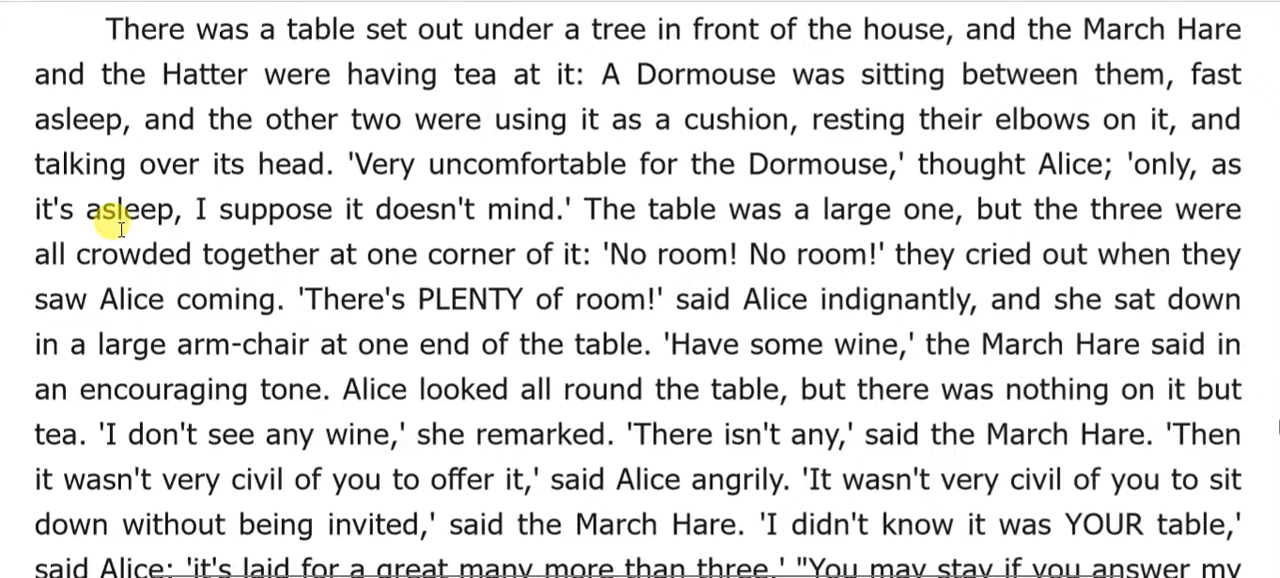 There was a table set out under a tree in front of the house, and the March Hare
and the Hatter were having tea at it: A Dormouse was sitting between them, fast
asleep, and the other two were using it as a cushion, resting their elbows on it, and
talking over its head. 'Very uncomfortable for the Dormouse,' thought Alice; 'only, as
it's asleep, I suppose it doesn't mind.' The table was a large one, but the three were
all crowded together at one corner of it: 'No room! No room!' they cried out when they
saw Alice coming. 'There's PLENTY of room!' said Alice indignantly, and she sat down
in a large arm-chair at one end of the table. 'Have some wine,' the March Hare said in
an encouraging tone. Alice looked all round the table, but there was nothing on it but
tea. 'I don't see any wine,' she remarked. 'There isn't any,' said the March Hare. 'Then
it wasn't very civil of you to offer it,' said Alice angrily. 'It wasn't very civil of you to sit
down without being invited,' said the March Hare. 'I didn't know it was YOUR table,'
said Alice; 'it's laid for a great many more than three.' "You may stay if you answer my